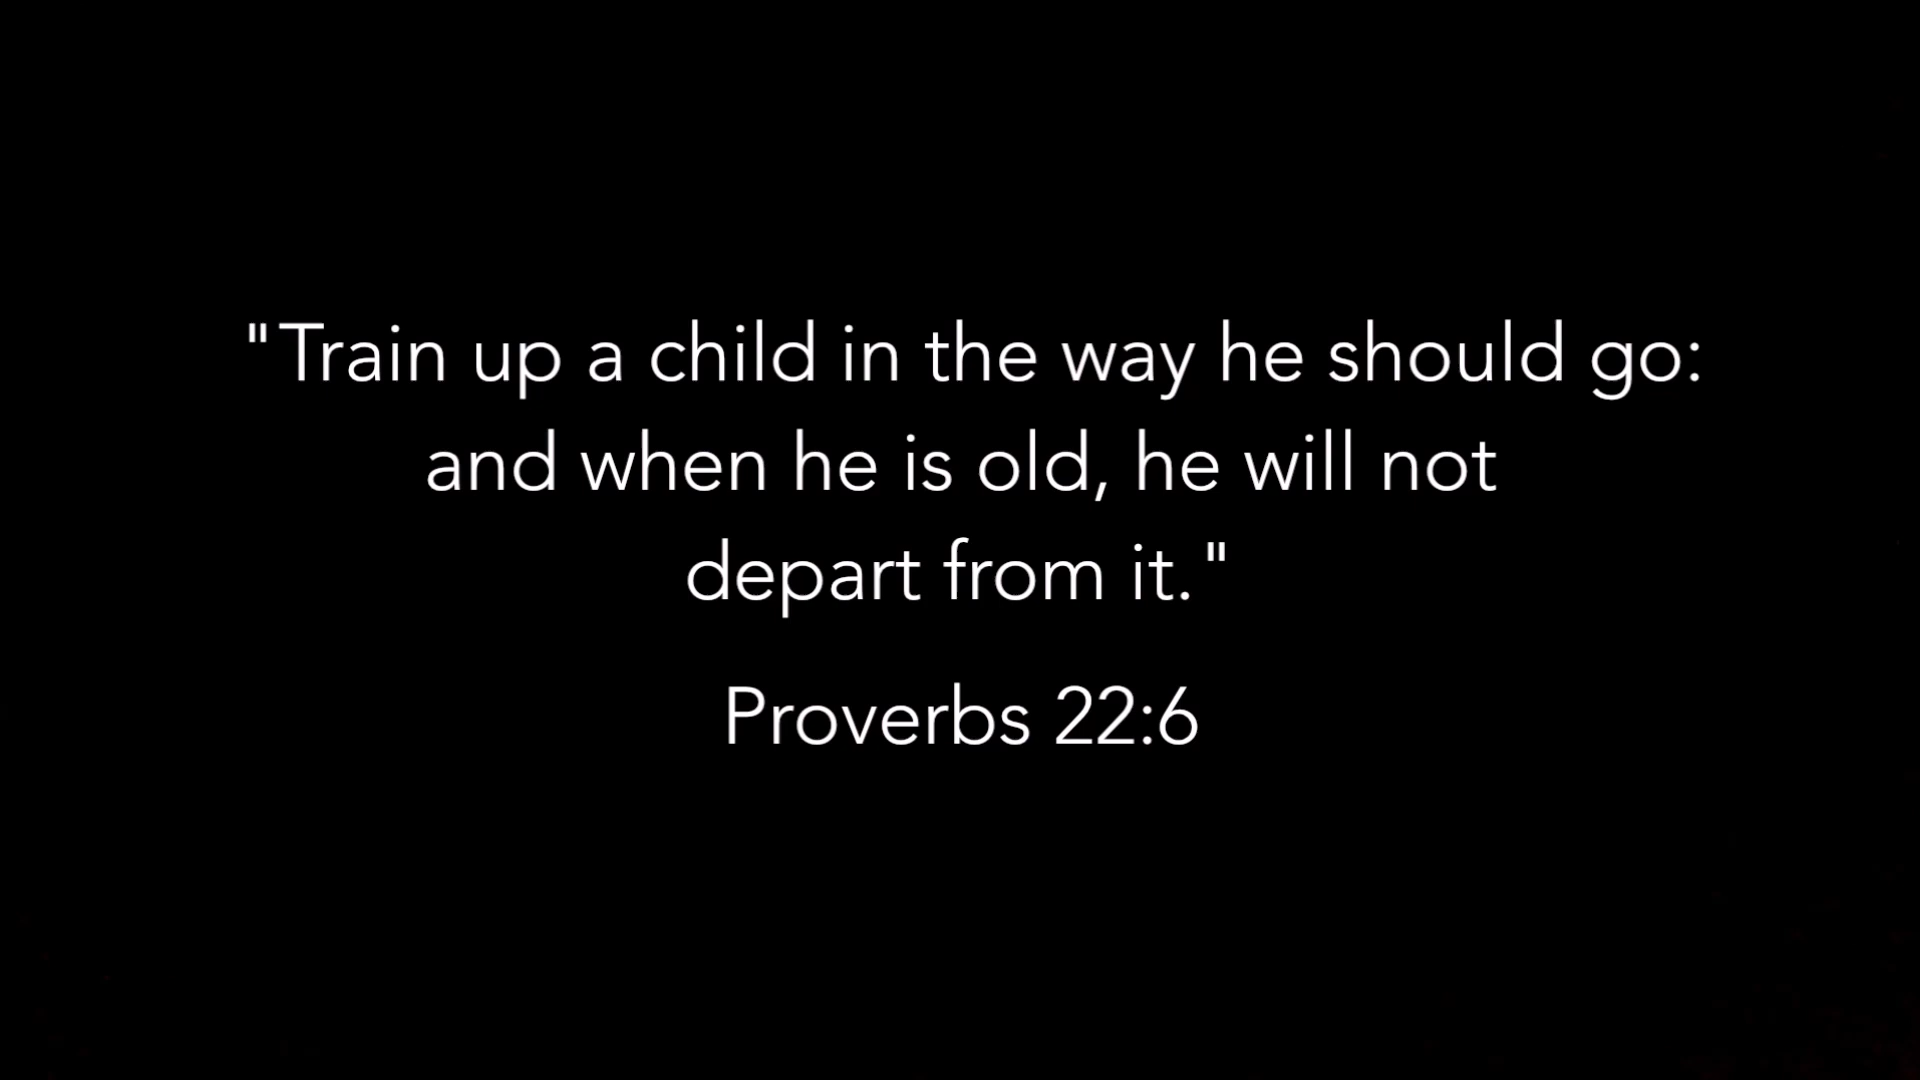 "Train up a child in the way he should go:
and when he is old, he will not
depart from it."
Proverbs 22:6